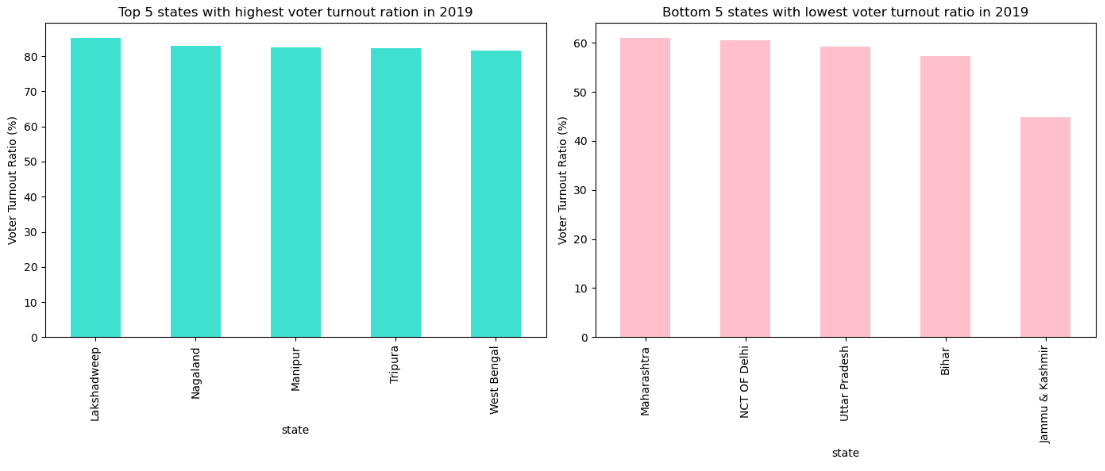 Top 5 states with highest voter turnout ration in 2019
Voter Turnout Ratio (%)
80
70
60
50
40
30
20
10
0
Lakshadweep
Nagaland
Manipur
Tripura
West Bengal
state
Bottom 5 states with lowest voter turnout ratio in 2019
Voter Turnout Ratio (%)
60
50
40
30
20
10
0
Maharashtra
NCT OF Delhi
Uttar Pradesh
Bihar
Jammu & Kashmir
state